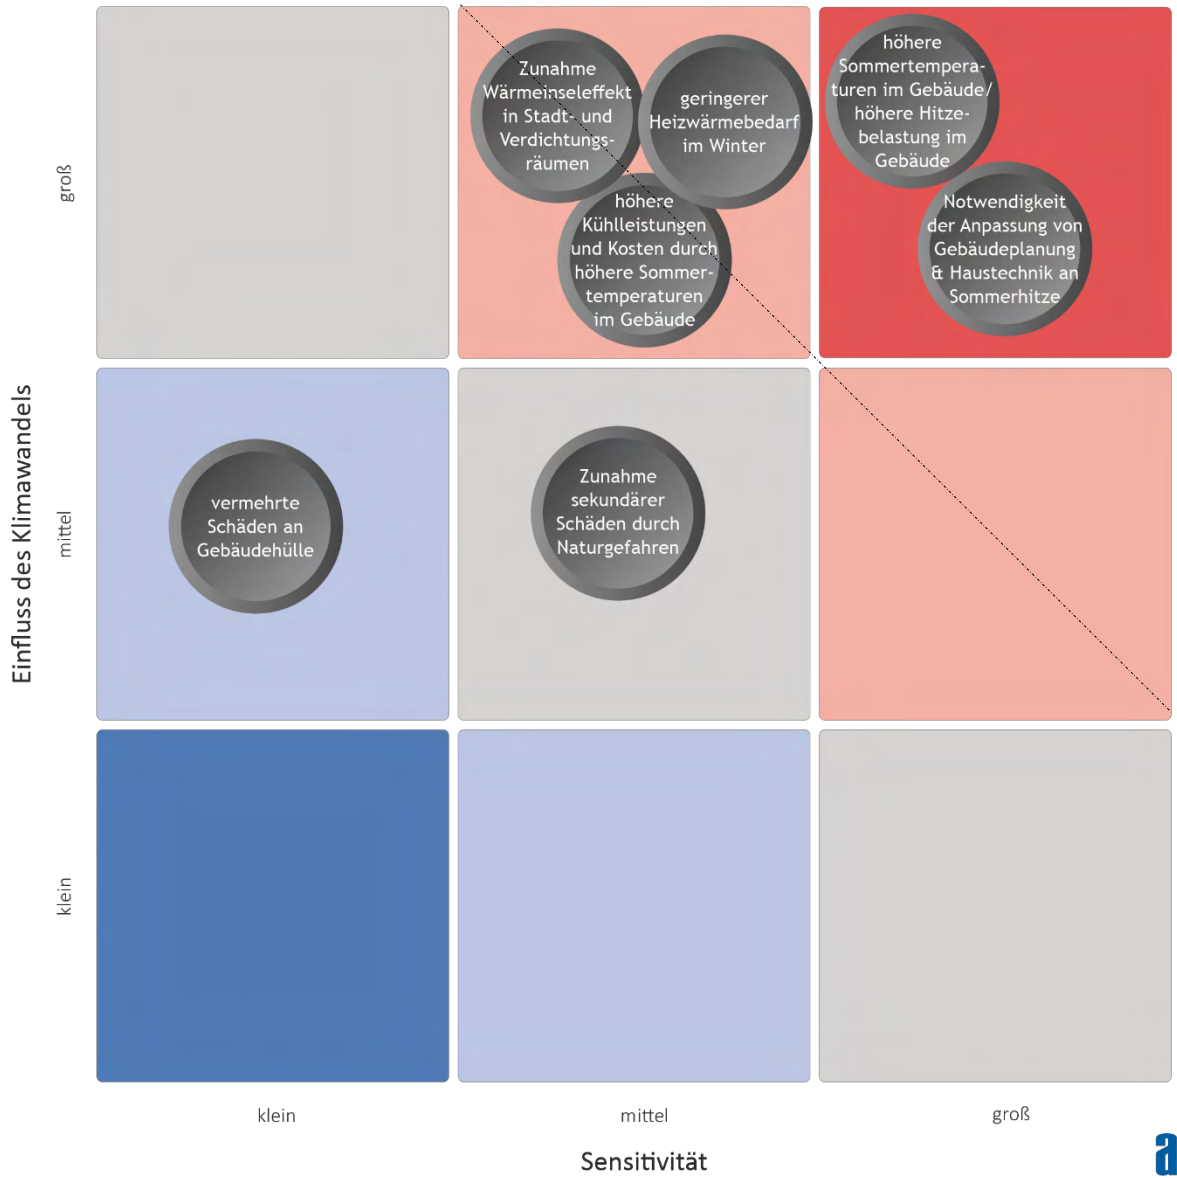 Zunahme
Wärmeinseleffekt
in Stadt- und
Verdichtungs-
räumen
geringerer
Heizwärmebedarf
im Winter
höhere
Kühlleistungen
und Kosten durch
höhere Sommer-
temperaturen
im Gebäude
höhere
Sommertempera-
turen im Gebäude/
höhere Hitze-
belastung im
Gebäude
Notwendigkeit
der Anpassung von
Gebäudeplanung
& Haustechnik an
Sommerhitze
groß
vermehrte
Schäden an
Gebäudehülle
Zunahme
sekundärer
Schäden durch
Naturgefahren
mittel
Einfluss des Klimawandels
klein
klein
mittel
groß
Sensitivität
a